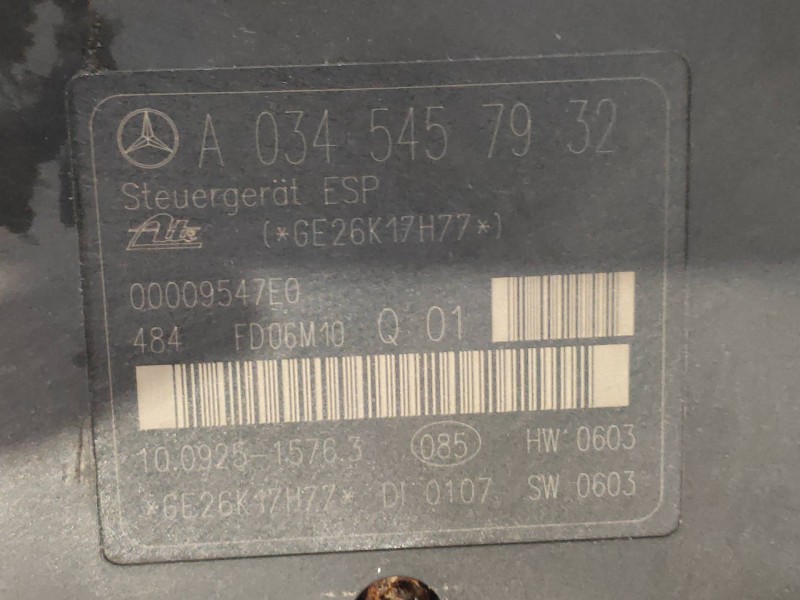 A 034 545 79 32
Steuergerät ESP
Ate (*GE26K17H77*)
00009547E0
484 FD06M10 Q 01
10.0925-1576.3 085 HW 0603
*GE26K17H77* DI 0107 SW 0603